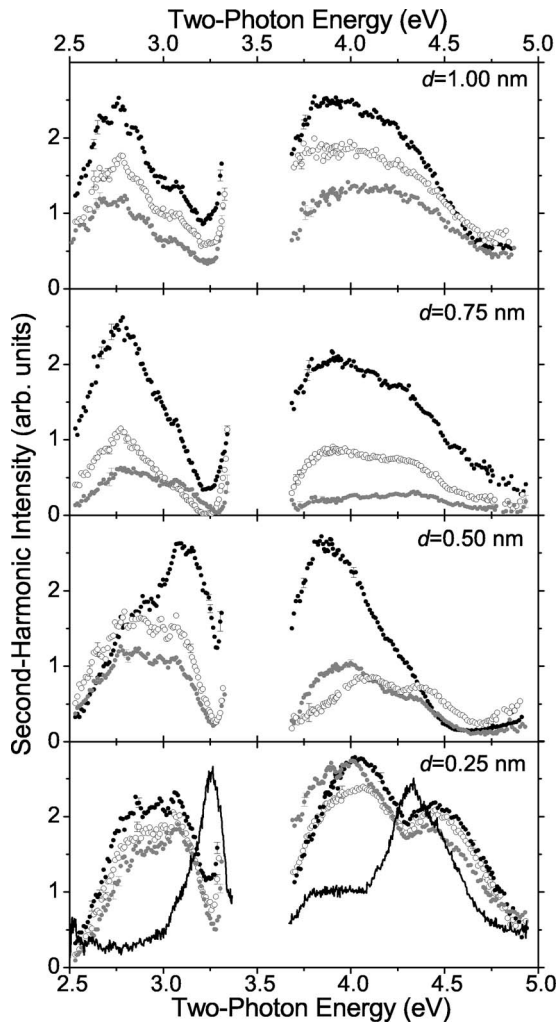 Two-Photon Energy (eV)
2.5 3.0 3.5 4.0 4.5 5.0
d=1.00 nm
2
1
0
d=0.75 nm
2
1
0
Second-Harmonic Intensity (arb. units)
d=0.50 nm
2
1
0
d=0.25 nm
2
1
0
2.5 3.0 3.5 4.0 4.5 5.0
Two-Photon Energy (eV)